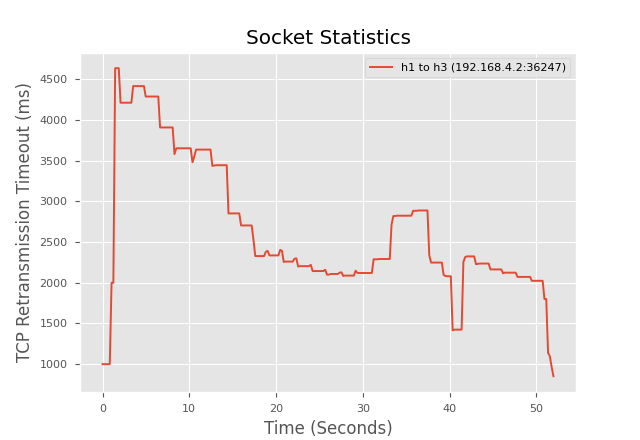 Socket Statistics
h1 to h3 (192.168.4.2:36247)
TCP Retransmission Timeout (ms)
4500
4000
3500
3000
2500
2000
1500
1000
0 10 20 30 40 50
Time (Seconds)